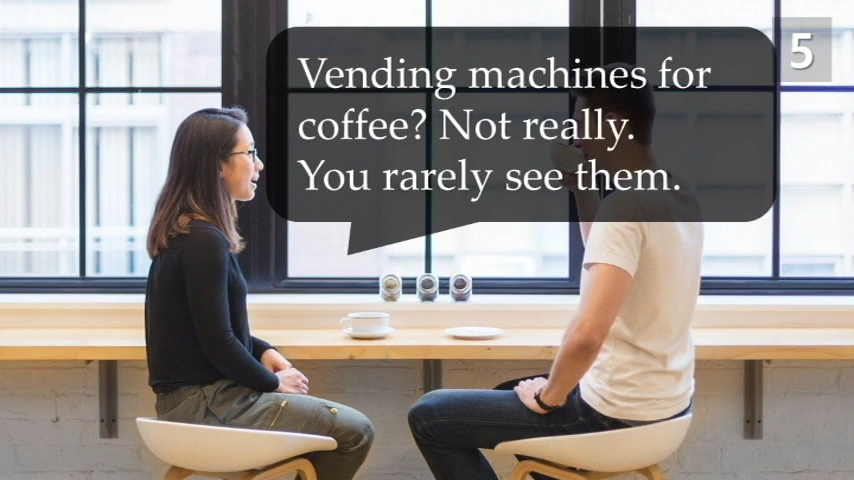 5
Vending machines for
coffee? Not really.
You rarely see them.